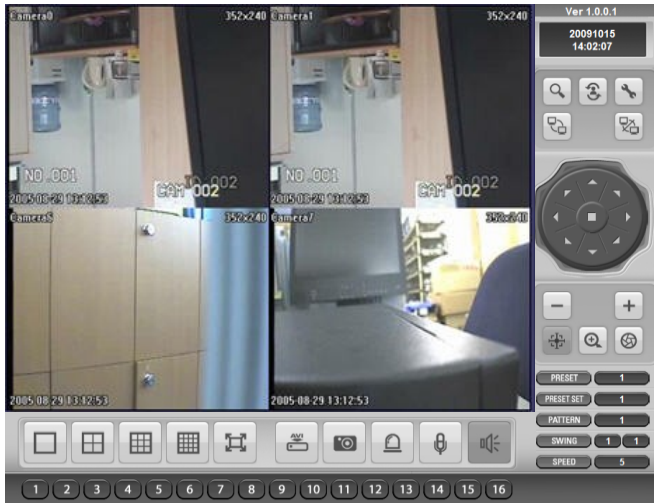 Camera0 352x240
Camera1 352x240
Ver 1.0.0.1
20091015
14:02:07
NO.001
CAM 002
2005-08-29 13:12:53
CAM 002
2005-08-29 13:12:53
Camera6 352x240
Camera7 352x240
2005-08-29 13:12:53
2005-08-29 13:12:53
PRESET 1
PRESET SET 1
PATTERN 1
SWING 1 1
SPEED 5
AVI
1 2 3 4 5 6 7 8 9 10 11 12 13 14 15 16